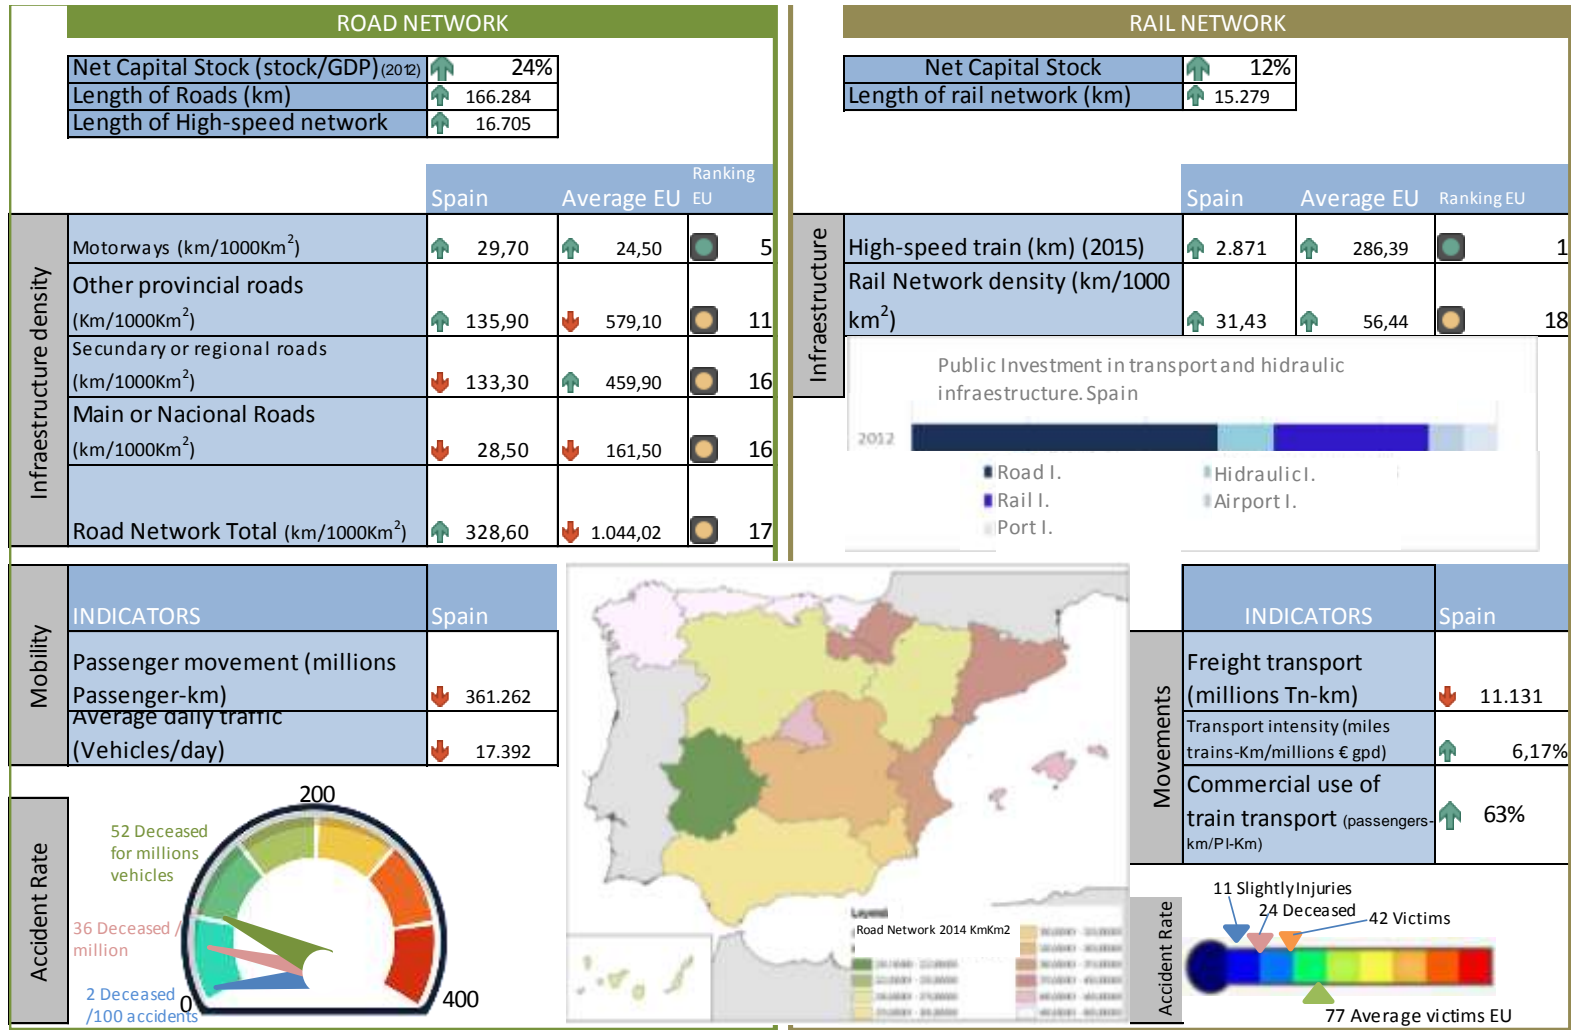 ROAD NETWORK
Net Capital Stock (stock/GDP) (2012) 24%
Length of Roads (km) 166.284
Length of High-speed network 16.705
Spain Average EU Ranking EU
Infraestructure density
Motorways (km/1000Km2) 29,70 24,50 5
Other provincial roads
(Km/1000Km2) 135,90 579,10 11
Secundary or regional roads
(km/1000Km2) 133,30 459,90 16
Main or Nacional Roads
(km/1000Km2) 28,50 161,50 16
Road Network Total (km/1000Km2) 328,60 1.044,02 17
RAIL NETWORK
Net Capital Stock 12%
Length of rail network (km) 15.279
Spain Average EU Ranking EU
Infraestructure
High-speed train (km) (2015) 2.871 286,39 1
Rail Network density (km/1000
km2) 31,43 56,44 18
Public Investment in transport and hidraulic
infraestructure. Spain
2012
Road I. Hidraulic I.
Rail I. Airport I.
Port I.
Mobility
INDICATORS Spain
Passenger movement (millions
Passenger-km) 361.262
Average daily traffic
(Vehicles/day) 17.392
Accident Rate
200
52 Deceased
for millions
vehicles
36 Deceased /
million
2 Deceased
/100 accidents
0
400
Legend
Road Network 2014 KmKm2
Movements
INDICATORS Spain
Freight transport
(millions Tn-km) 11.131
Transport intensity (miles
trains-Km/millions € gpd) 6,17%
Commercial use of
train transport (passengers-
km/Pl-Km) 63%
Accident Rate
11 Slightly Injuries
24 Deceased
42 Victims
77 Average victims EU